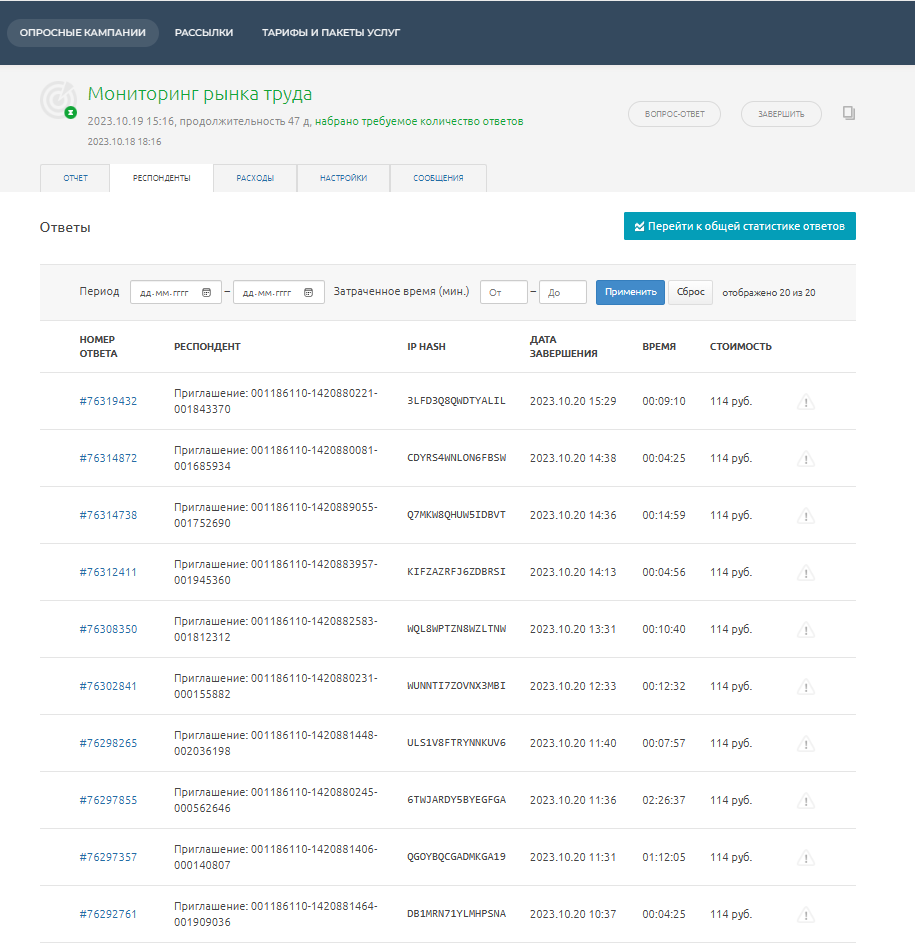 ОПРОСНЫЕ КАМПАНИИ РАССЫЛКИ ТАРИФЫ И ПАКЕТЫ УСЛУГ
Мониторинг рынка труда
2023.10.19 15:16, продолжительность 47 д, набрано требуемое количество ответов
2023.10.18 18:16
ВОПРОС-ОТВЕТ ЗАВЕРШИТЬ
ОТЧЕТ РЕСПОНДЕНТЫ РАСХОДЫ НАСТРОЙКИ СООБЩЕНИЯ
Ответы
Перейти к общей статистике ответов
Период дд-мм-гггг – дд-мм-гггг Затраченное время (мин.) От – До Применить Сброс отображено 20 из 20
НОМЕР ОТВЕТА РЕСПОНДЕНТ IP HASH ДАТА ЗАВЕРШЕНИЯ ВРЕМЯ СТОИМОСТЬ
#76319432 Приглашение: 001186110-1420880221-001843370 3LFD3Q8QWDTYALIL 2023.10.20 15:29 00:09:10 114 руб.
#76314872 Приглашение: 001186110-1420880081-001685934 CDYRS4WNLON6FBSW 2023.10.20 14:38 00:04:25 114 руб.
#76314738 Приглашение: 001186110-1420889055-001752690 Q7MKW8QHUW5IDBVT 2023.10.20 14:36 00:14:59 114 руб.
#76312411 Приглашение: 001186110-1420883957-001945360 KIFZAZRFJ6ZDBRSI 2023.10.20 14:13 00:04:56 114 руб.
#76308350 Приглашение: 001186110-1420882583-001812312 WQL8WPTZN8WZLTNW 2023.10.20 13:31 00:10:40 114 руб.
#76302841 Приглашение: 001186110-1420880231-000155882 WUNNTI7ZOVNX3MBI 2023.10.20 12:33 00:12:32 114 руб.
#76298265 Приглашение: 001186110-1420881448-002036198 ULS1V8FTRYNNKUV6 2023.10.20 11:40 00:07:57 114 руб.
#76297855 Приглашение: 001186110-1420880245-000562646 6TWJARDY5BYEGFGA 2023.10.20 11:36 02:26:37 114 руб.
#76297357 Приглашение: 001186110-1420881406-000140807 QGOYBQCGADMKGA19 2023.10.20 11:31 01:12:05 114 руб.
#76292761 Приглашение: 001186110-1420881464-001909036 DB1MRN71YLMHPSNA 2023.10.20 10:37 00:04:25 114 руб.